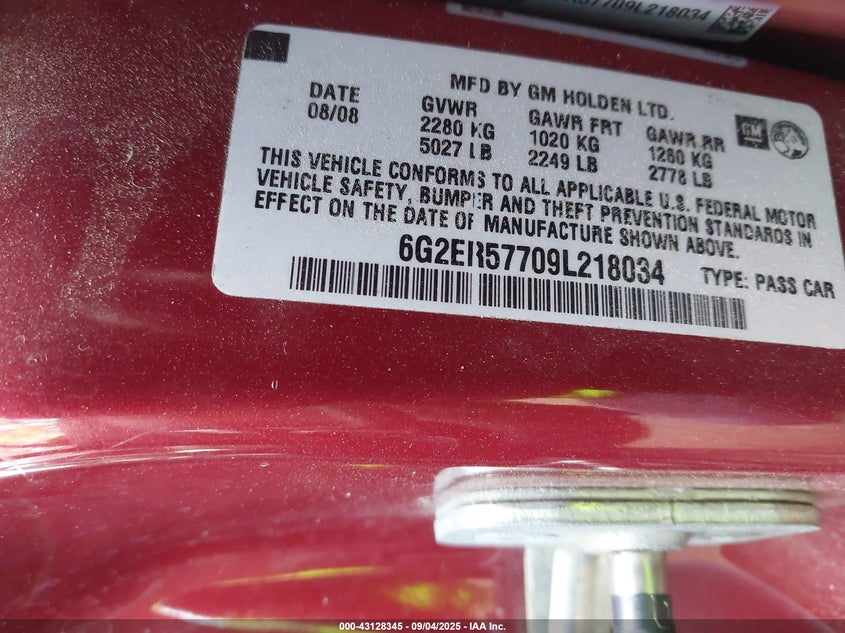 57709L218034
MFD BY GM HOLDEN LTD.
DATE GVWR GAWR FRT GAWR RR
08/08 2280 KG 1020 KG 1260 KG
5027 LB 2249 LB 2778 LB
GM
THIS VEHICLE CONFORMS TO ALL APPLICABLE U.S. FEDERAL MOTOR
VEHICLE SAFETY, BUMPER AND THEFT PREVENTION STANDARDS IN
EFFECT ON THE DATE OF MANUFACTURE SHOWN ABOVE.
6G2ER57709L218034 TYPE: PASS CAR
000-43128345 - 09/04/2025 - IAA Inc.